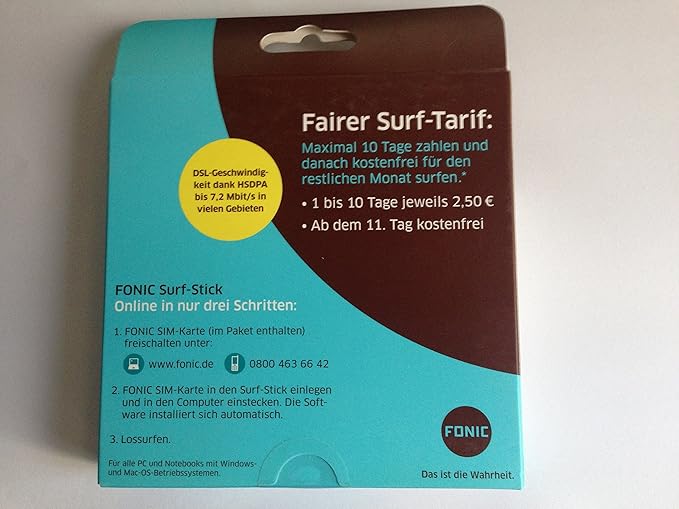 Fairer Surf-Tarif:
Maximal 10 Tage zahlen und
danach kostenfrei für den
restlichen Monat surfen.*
• 1 bis 10 Tage jeweils 2,50 €
• Ab dem 11. Tag kostenfrei
DSL-Geschwindig-
keit dank HSDPA
bis 7,2 Mbit/s in
vielen Gebieten
FONIC Surf-Stick
Online in nur drei Schritten:
1. FONIC SIM-Karte (im Paket enthalten)
freischalten unter:
www.fonic.de 0800 463 66 42
2. FONIC SIM-Karte in den Surf-Stick einlegen
und in den Computer einstecken. Die Soft-
ware installiert sich automatisch.
3. Lossurfen.
Für alle PC und Notebooks mit Windows-
und Mac-OS-Betriebssystemen.
FONIC
Das ist die Wahrheit.